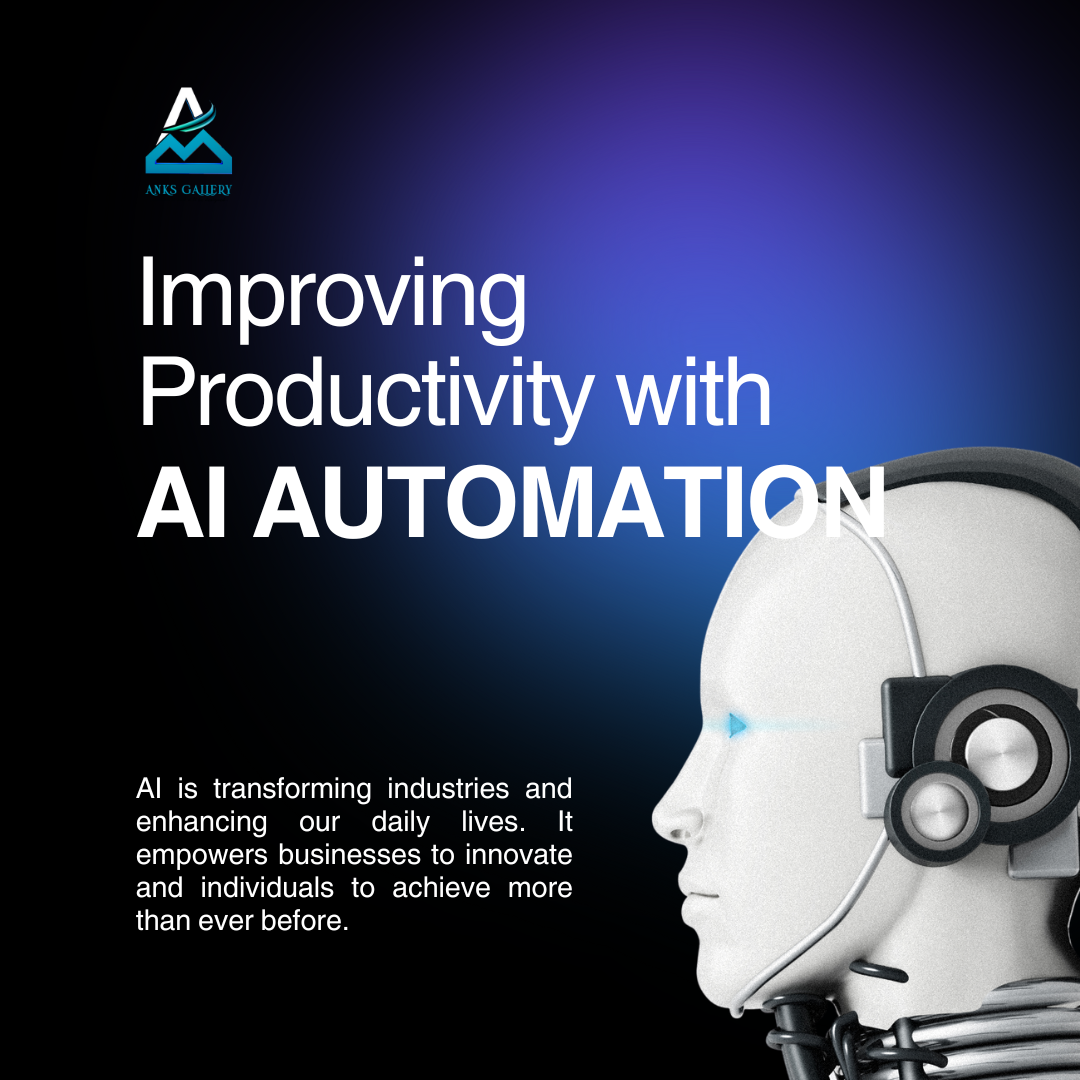 ANKS GALLERY
Improving
Productivity with
AI AUTOMATION
AI is transforming industries and
enhancing our daily lives. It
empowers businesses to innovate
and individuals to achieve more
than ever before.